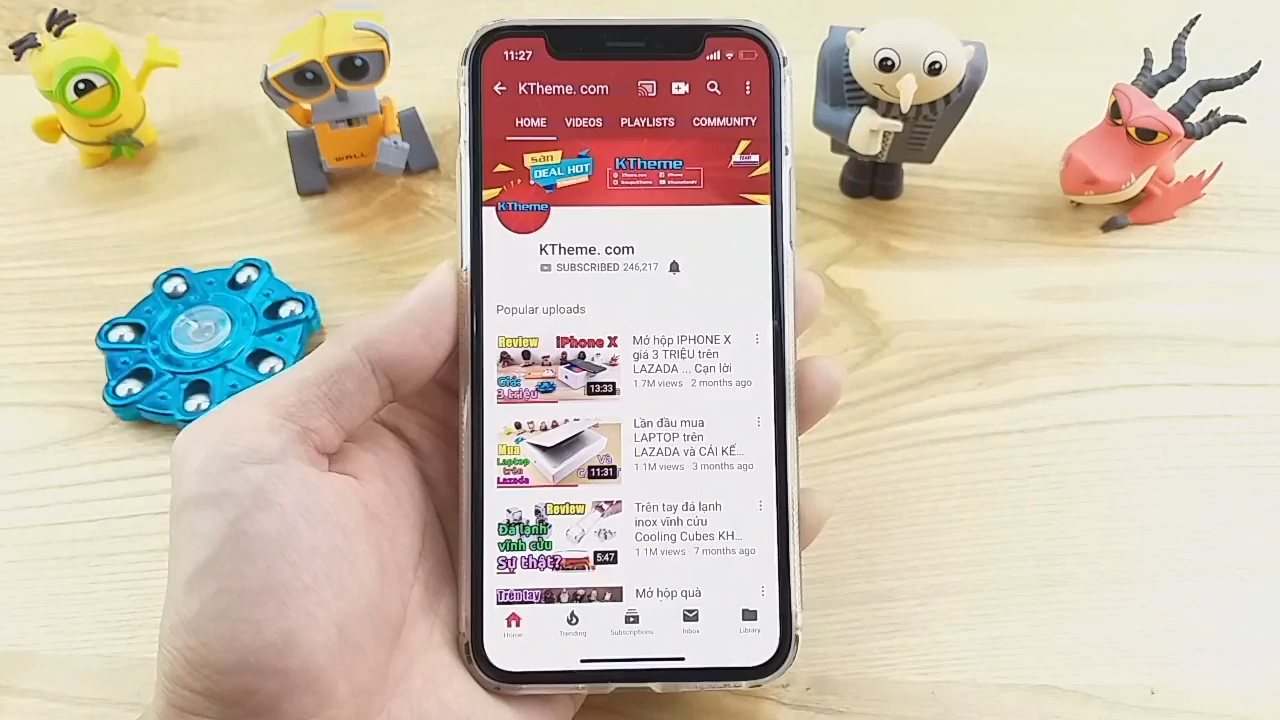 11:27
KTheme. com
HOME VIDEOS PLAYLISTS COMMUNITY
săn
DEAL HOT
KTheme
KTheme
KTheme. com
SUBSCRIBED 246,217
Popular uploads
Review iPhone X
Giá:
3 triệu
13:33
Mở hộp IPHONE X
giá 3 TRIỆU trên
LAZADA ... Cạn lời
1.7M views · 2 months ago
Mua
Laptop
trên
Lazada
Và
11:31
Lần đầu mua
LAPTOP trên
LAZADA và CÁI KẾ...
1.1M views · 3 months ago
Review
Đá lạnh
vĩnh cửu
Sự thật?
5:47
Trên tay đá lạnh
inox vĩnh cửu
Cooling Cubes KH...
1.1M views · 7 months ago
Trên tay
Mở hộp quà
Home Trending Subscriptions Inbox Library
WALL